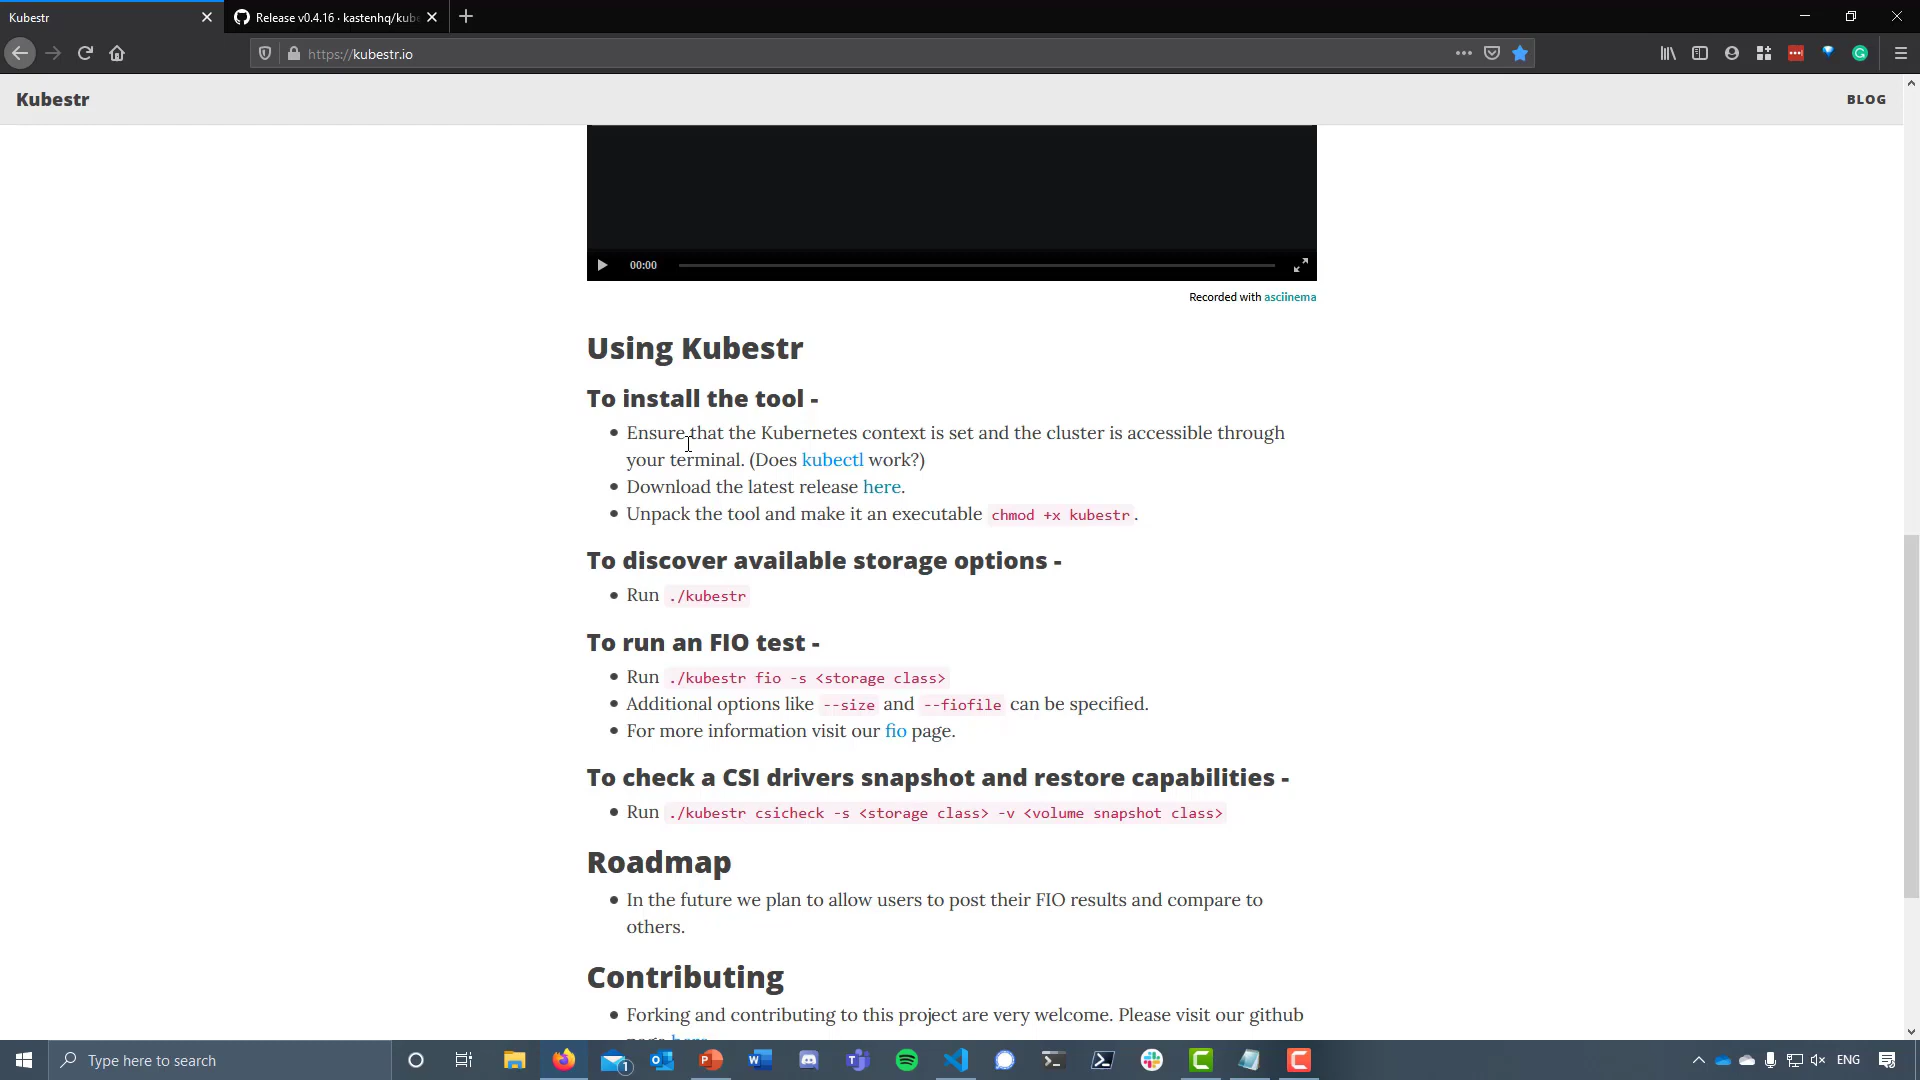 Kubestr
Release v0.4.16 · kastenhq/kube
https://kubestr.io
Kubestr
BLOG
00:00
Recorded with asciinema
Using Kubestr
To install the tool -
Ensure that the Kubernetes context is set and the cluster is accessible through
your terminal. (Does kubectl work?)
Download the latest release here.
Unpack the tool and make it an executable chmod +x kubestr.
To discover available storage options -
Run ./kubestr
To run an FIO test -
Run ./kubestr fio -s <storage class>
Additional options like --size and --fiofile can be specified.
For more information visit our fio page.
To check a CSI drivers snapshot and restore capabilities -
Run ./kubestr csicheck -s <storage class> -v <volume snapshot class>
Roadmap
In the future we plan to allow users to post their FIO results and compare to
others.
Contributing
Forking and contributing to this project are very welcome. Please visit our github
page here.
Type here to search
1
ENG